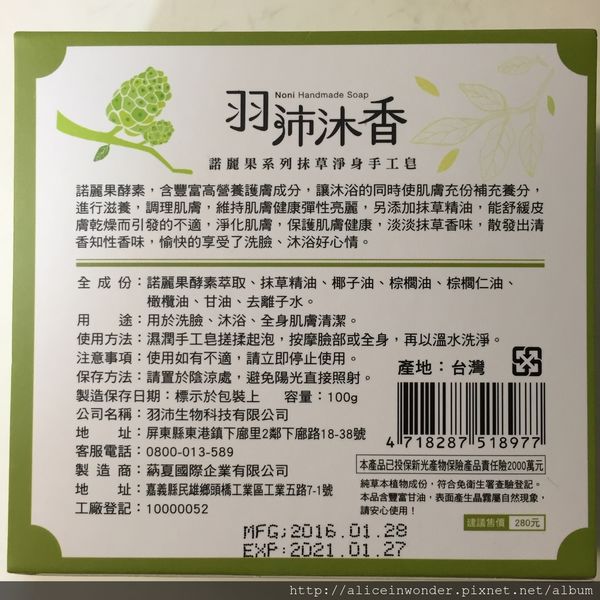 Noni Handmade Soap
羽沛沐香
諾麗果系列抹草淨身手工皂
諾麗果酵素，含豐富高營養護膚成分，讓沐浴的同時使肌膚充份補充養分，
進行滋養，調理肌膚，維持肌膚健康彈性亮麗，另添加抹草精油，能舒緩皮
膚乾燥而引發的不適，淨化肌膚，保護肌膚健康，淡淡抹草香味，散發出清
香知性香味，愉快的享受了洗臉、沐浴好心情。
全成份：諾麗果酵素萃取、抹草精油、椰子油、棕櫚油、棕櫚仁油、
橄欖油、甘油、去離子水。
用途：用於洗臉、沐浴、全身肌膚清潔。
使用方法：濕潤手工皂搓揉起泡，按摩臉部或全身，再以溫水洗淨。
注意事項：使用如有不適，請立即停止使用。
保存方法：請置於陰涼處，避免陽光直接照射。
製造保存日期：標示於包裝上 容量：100g
公司名稱：羽沛生物科技有限公司
地址：屏東縣東港鎮下廍里2鄰下廍路18-38號
客服電話：0800-013-589
製造商：蒳夏國際企業有限公司
地址：嘉義縣民雄鄉頭橋工業區工業五路7-1號
工廠登記：10000052
產地：台灣
4 718287 518977
本產品已投保新光產物保險產品責任險2000萬元
純草本植物成份，符合免衛生署查驗登記。
本品含豐富甘油，表面產生晶霧屬自然現象，
請安心使用！
建議售價 280元
MFG;2016.01.28
EXP;2021.01.27
http://aliceinwonder.pixnet.net/album